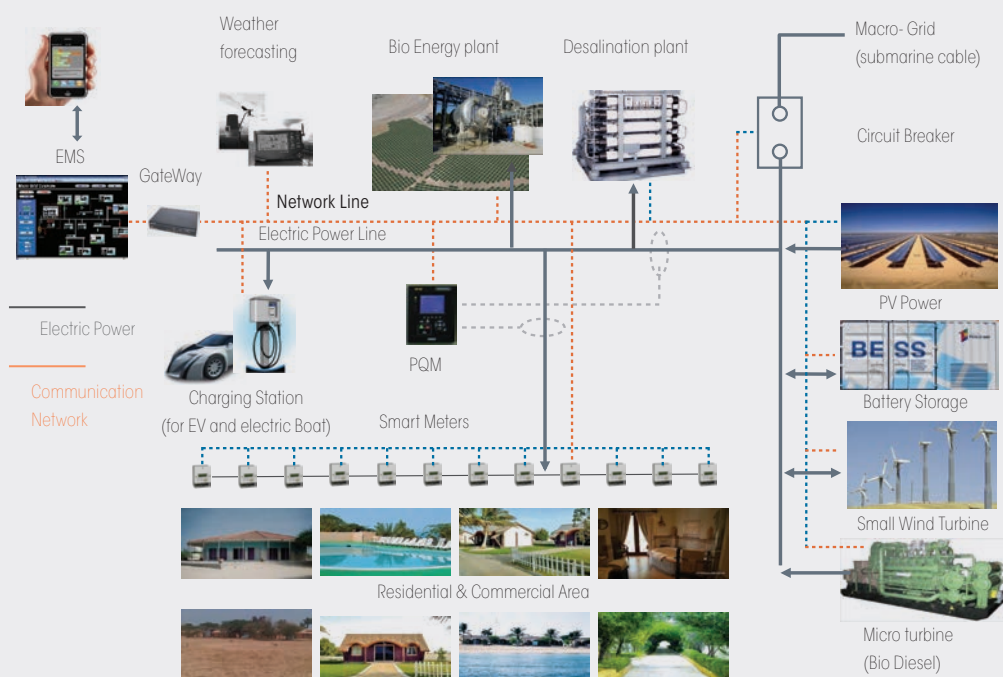 Weather
forecasting
Bio Energy plant
Desalination plant
Macro- Grid
(submarine cable)
Circuit Breaker
EMS
GateWay
Network Line
Electric Power Line
PV Power
Electric Power
PQM
BESS
Battery Storage
Communication
Network
Charging Station
(for EV and electric Boat)
Smart Meters
Small Wind Turbine
Residential & Commercial Area
Micro turbine
(Bio Diesel)